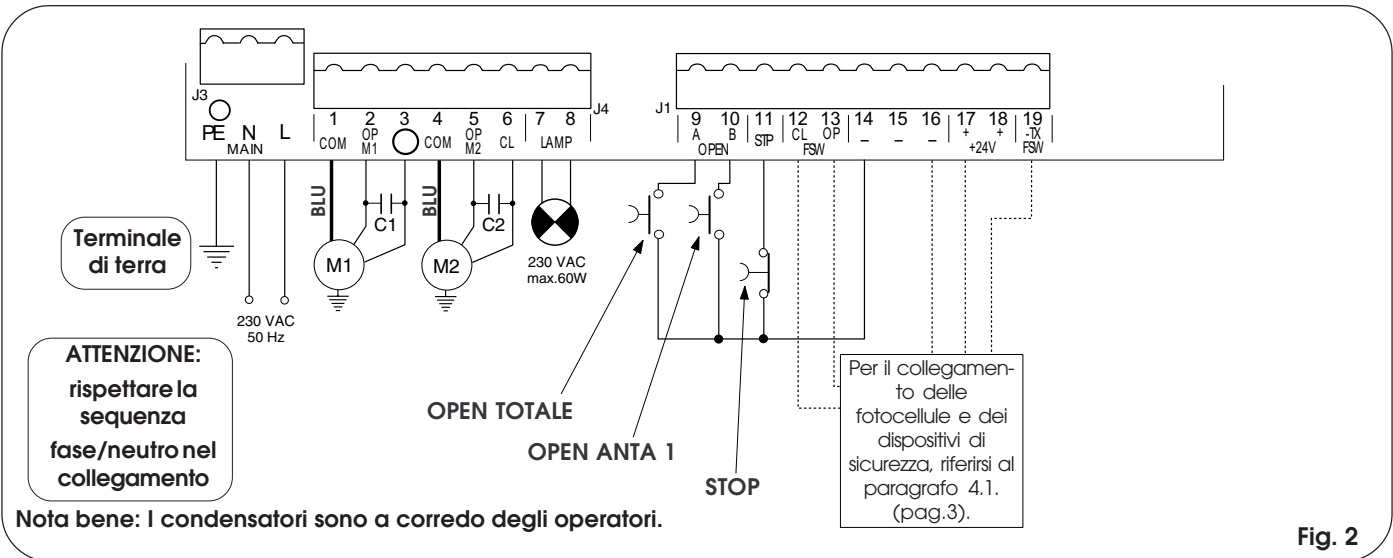 J3
J4
J1
PE N L
MAIN
1 2 3 4 5 6 7 8
COM OP M1 COM OP M2 CL LAMP
9 10 11 12 13 14 15 16 17 18 19
A B STP CL OP – – – + + -TX
OPEN FSW +24V FSW
BLU
BLU
C1
C2
M1
M2
Terminale
di terra
230 VAC
50 Hz
230 VAC
max.60W
ATTENZIONE:
rispettare la
sequenza
fase/neutro nel
collegamento
OPEN TOTALE
OPEN ANTA 1
STOP
Per il collegamen-
to delle
fotocellule e dei
dispositivi di
sicurezza, riferirsi al
paragrafo 4.1.
(pag.3).
Nota bene: I condensatori sono a corredo degli operatori.
Fig. 2